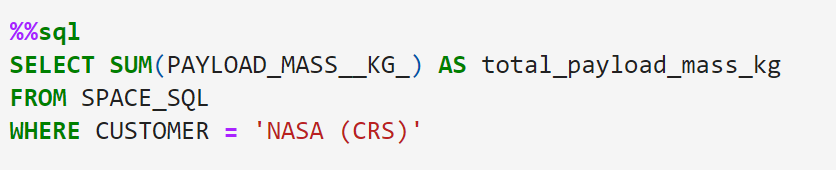 %%sql
SELECT SUM(PAYLOAD_MASS__KG_) AS total_payload_mass_kg
FROM SPACE_SQL
WHERE CUSTOMER = 'NASA (CRS)'